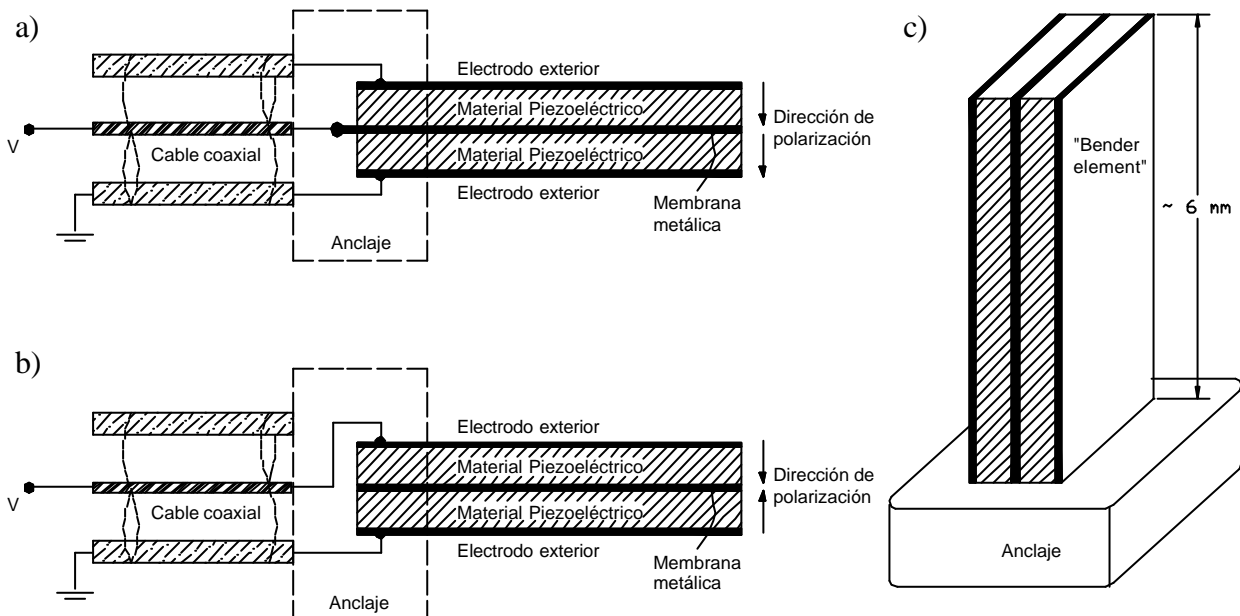 a)
Electrodo exterior
Material Piezoeléctrico
Material Piezoeléctrico
Electrodo exterior
V
Cable coaxial
Anclaje
Membrana
metálica
Dirección de
polarización
b)
Electrodo exterior
Material Piezoeléctrico
Material Piezoeléctrico
Electrodo exterior
V
Cable coaxial
Anclaje
Membrana
metálica
Dirección de
polarización
c)
"Bender
element"
~ 6 mm
Anclaje